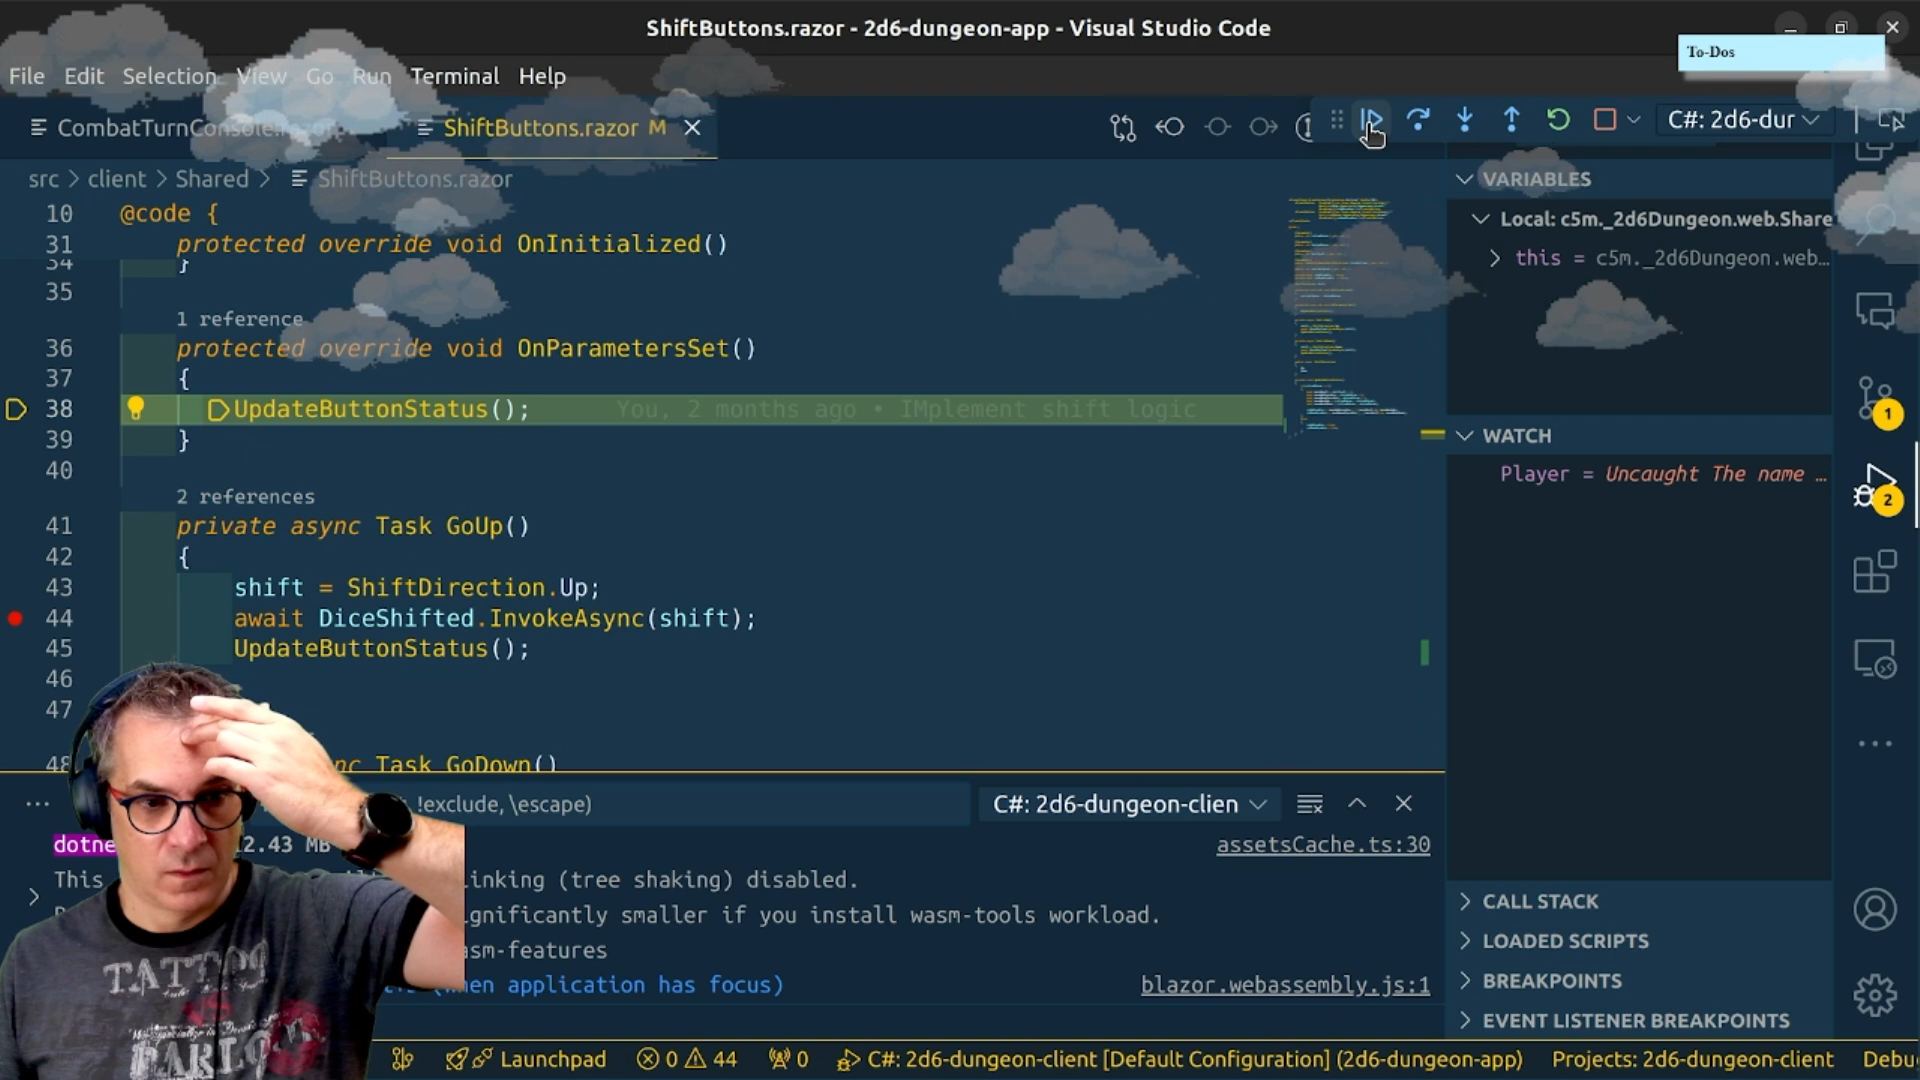 ShiftButtons.razor - 2d6-dungeon-app - Visual Studio Code
To-Dos
File Edit Selection View Go Run Terminal Help
CombatTurnConsole.razor
ShiftButtons.razor M
C#: 2d6-dur
src > client > Shared > ShiftButtons.razor
10 @code {
31 protected override void OnInitialized()
34 }
35
1 reference
36 protected override void OnParametersSet()
37 {
38 UpdateButtonStatus(); You, 2 months ago • IMplement shift logic
39 }
40
2 references
41 private async Task GoUp()
42 {
43 shift = ShiftDirection.Up;
44 await DiceShifted.InvokeAsync(shift);
45 UpdateButtonStatus();
46
47
48 Task GoDown()
VARIABLES
Local: c5m._2d6Dungeon.web.Share
this = c5m._2d6Dungeon.web...
WATCH
Player = Uncaught The name …
1
2
CALL STACK
LOADED SCRIPTS
BREAKPOINTS
EVENT LISTENER BREAKPOINTS
!exclude, \escape)
C#: 2d6-dungeon-clien
dotne 12.43 MB assetsCache.ts:30
This linking (tree shaking) disabled.
significantly smaller if you install wasm-tools workload.
asm-features
(when application has focus) blazor.webassembly.js:1
TATTOO
Launchpad 0 44 0 C#: 2d6-dungeon-client [Default Configuration] (2d6-dungeon-app) Projects: 2d6-dungeon-client Debu